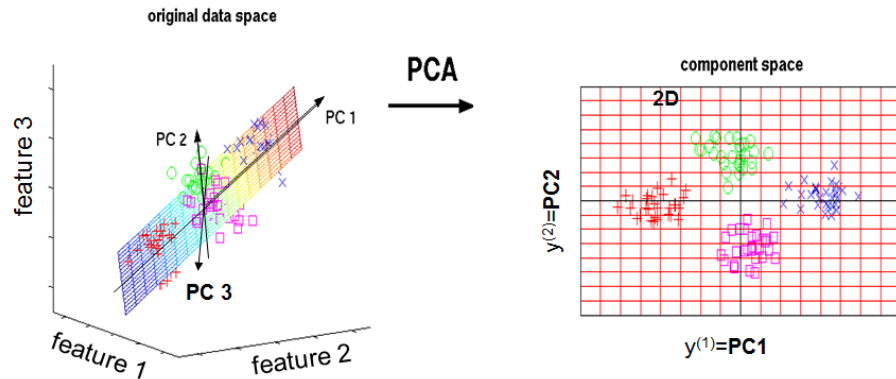 original data space
PCA
component space
2D
PC 1
PC 2
PC 3
feature 3
feature 1
feature 2
y(2)=PC2
y(1)=PC1